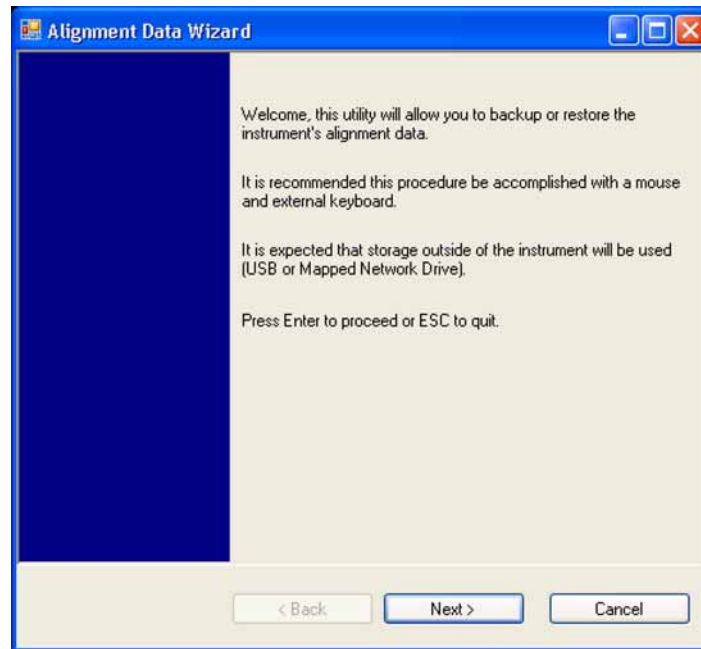 Alignment Data Wizard
Welcome, this utility will allow you to backup or restore the
instrument's alignment data.
It is recommended this procedure be accomplished with a mouse
and external keyboard.
It is expected that storage outside of the instrument will be used
(USB or Mapped Network Drive).
Press Enter to proceed or ESC to quit.
< Back
Next >
Cancel